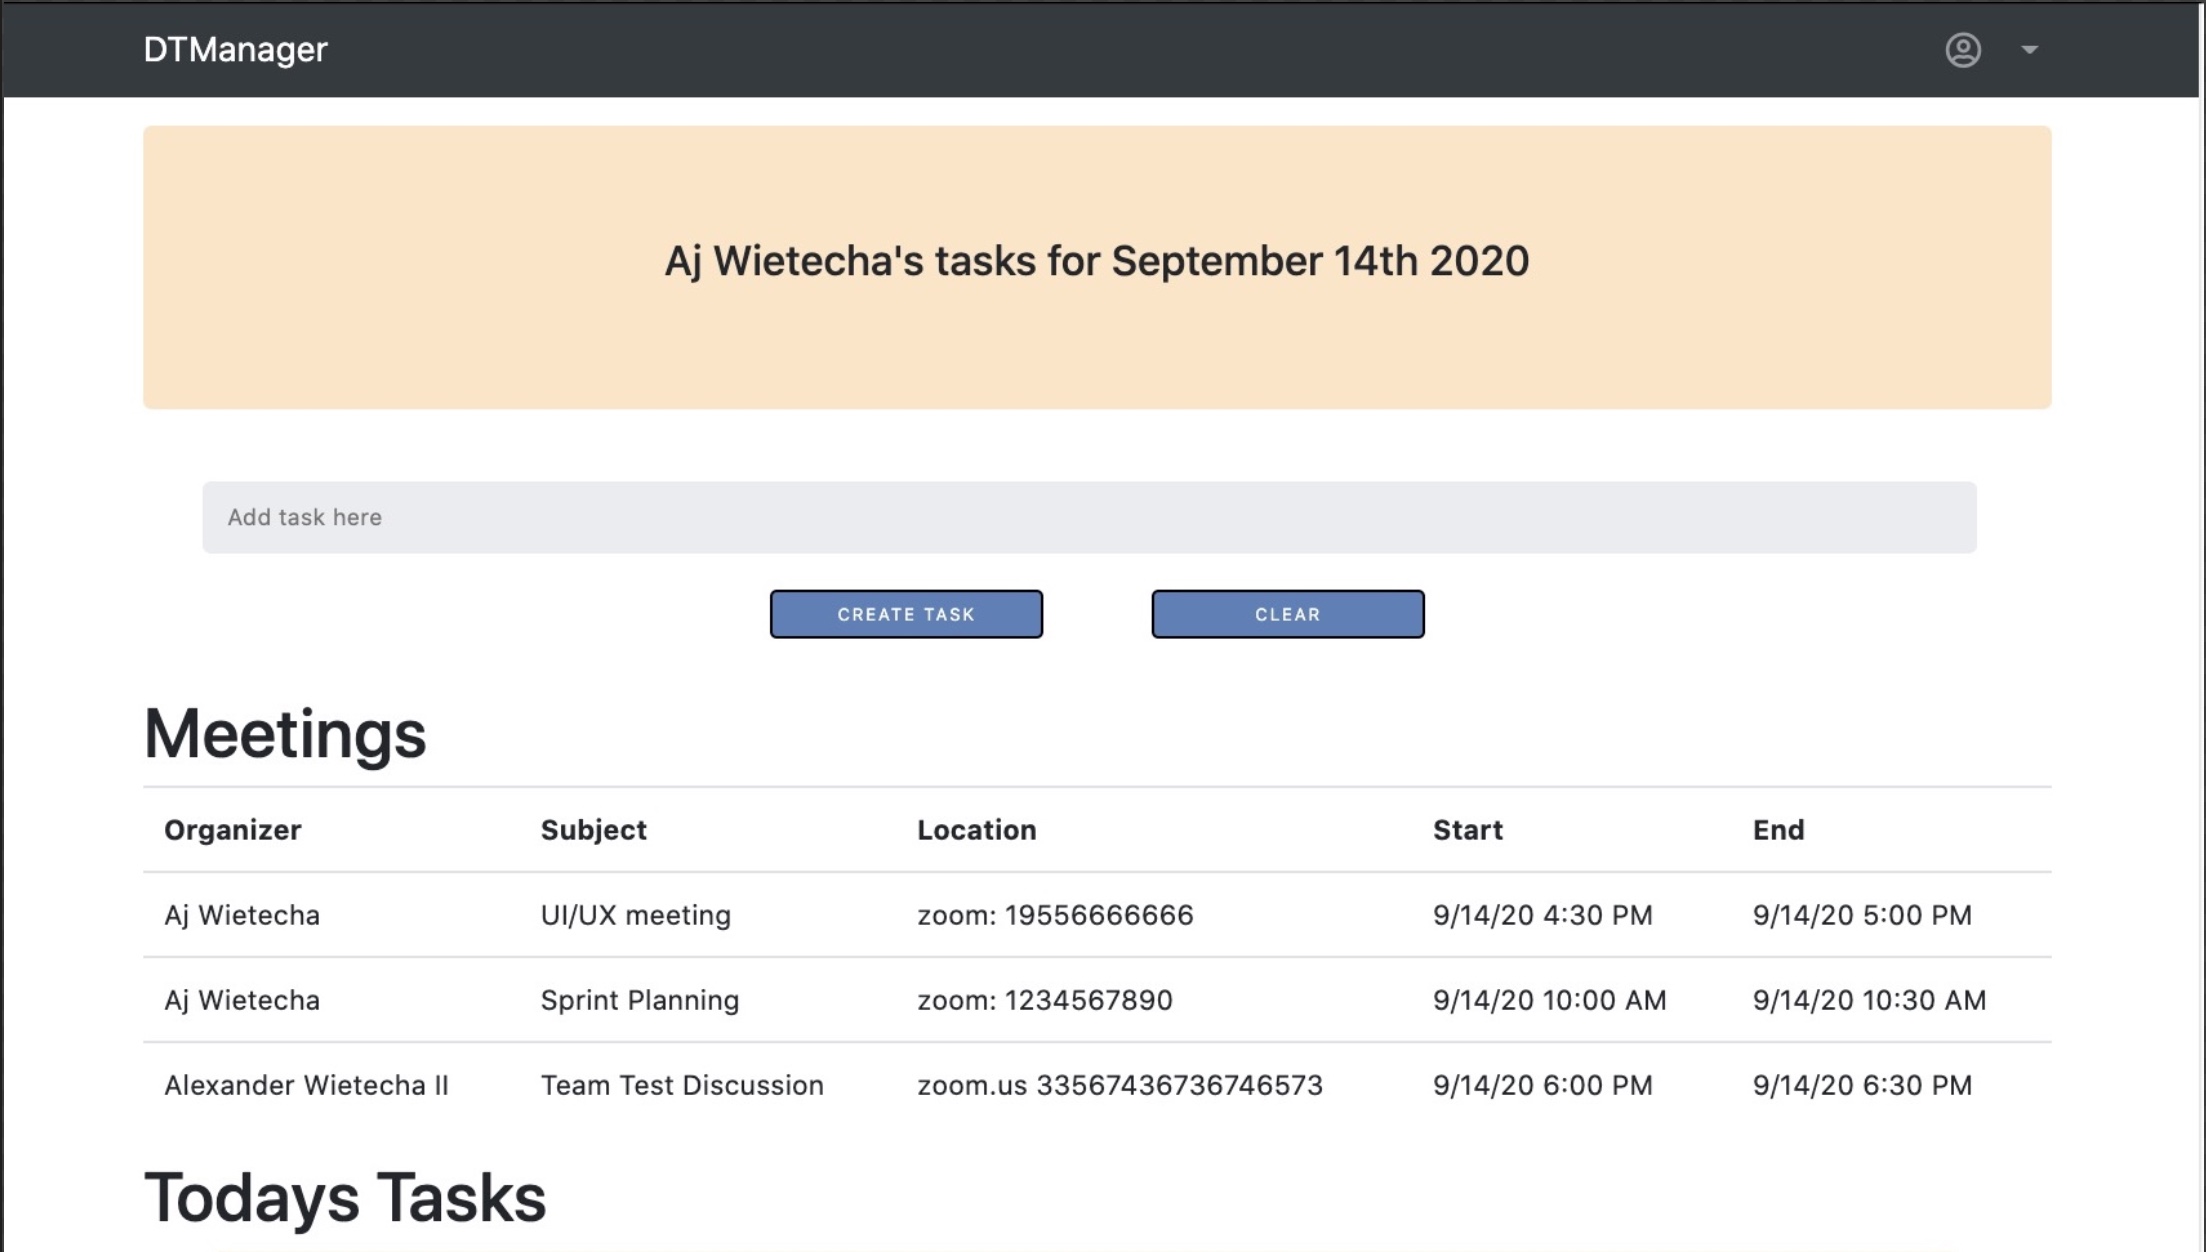 DTManager
Aj Wietecha's tasks for September 14th 2020
Add task here
CREATE TASK CLEAR
Meetings
Organizer Subject Location Start End
Aj Wietecha UI/UX meeting zoom: 19556666666 9/14/20 4:30 PM 9/14/20 5:00 PM
Aj Wietecha Sprint Planning zoom: 1234567890 9/14/20 10:00 AM 9/14/20 10:30 AM
Alexander Wietecha II Team Test Discussion zoom.us 33567436736746573 9/14/20 6:00 PM 9/14/20 6:30 PM
Todays Tasks